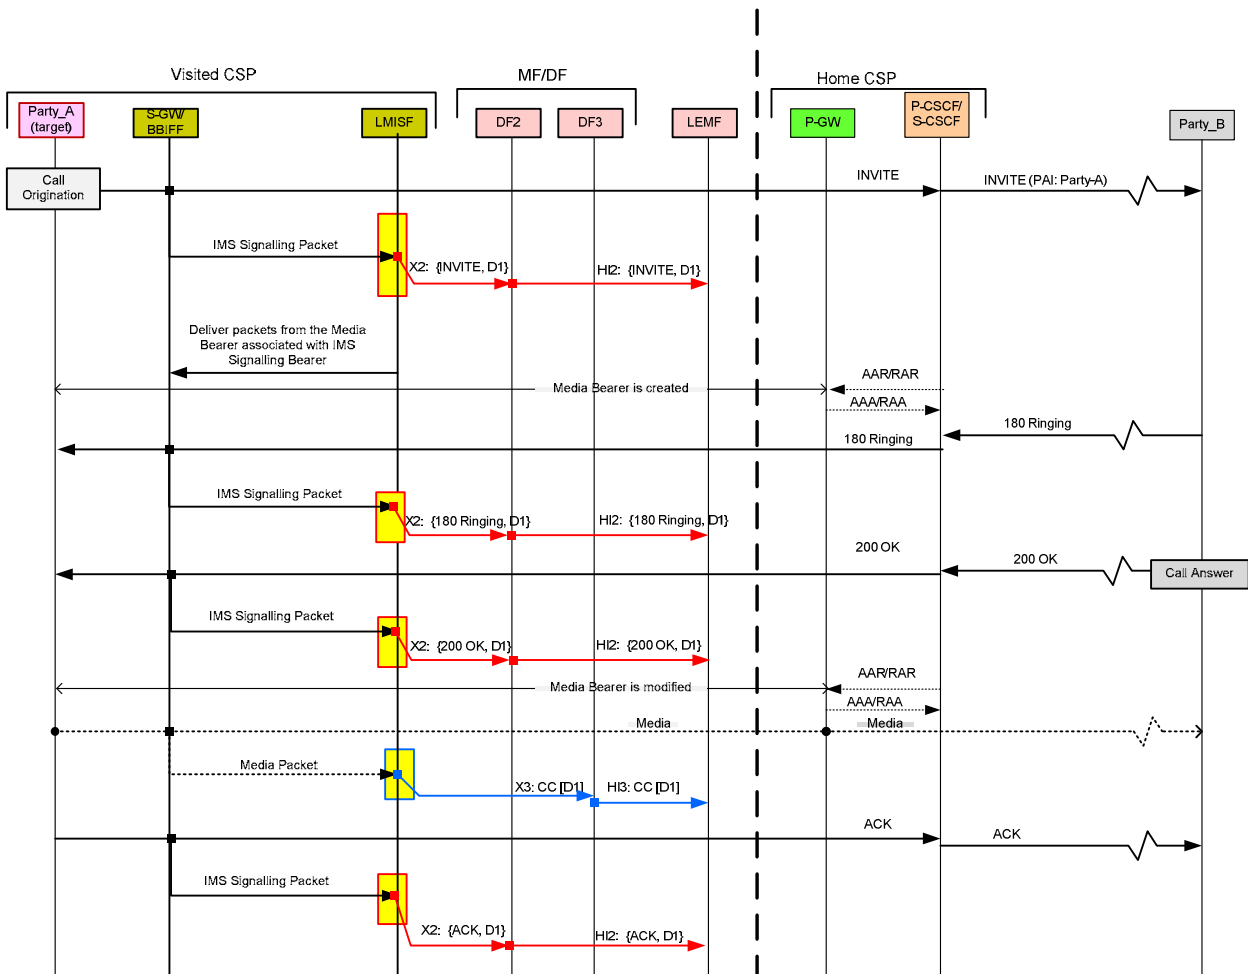 Visited CSP
MF/DF
Home CSP
Party_A
(target)
S-GW/
BBIFF
LMISF
DF2
DF3
LEMF
P-GW
P-CSCF/
S-CSCF
Party_B
Call
Origination
INVITE
INVITE (PAI: Party-A)
IMS Signalling Packet
X2: {INVITE, D1}
HI2: {INVITE, D1}
Deliver packets from the Media
Bearer associated with IMS
Signalling Bearer
Media Bearer is created
AAR/RAR
AAA/RAA
180 Ringing
180 Ringing
IMS Signalling Packet
X2: {180 Ringing, D1}
HI2: {180 Ringing, D1}
200 OK
200 OK
Call Answer
IMS Signalling Packet
X2: {200 OK, D1}
HI2: {200 OK, D1}
Media Bearer is modified
AAR/RAR
AAA/RAA
Media
Media
Media Packet
X3: CC [D1]
HI3: CC [D1]
ACK
ACK
IMS Signalling Packet
X2: {ACK, D1}
HI2: {ACK, D1}